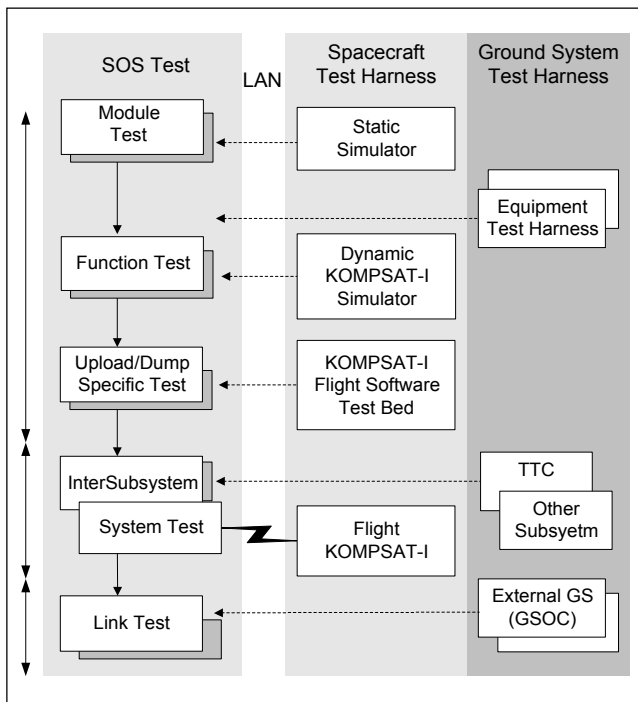 SOS Test
LAN
Spacecraft
Test Harness
Ground System
Test Harness
Module
Test
Static
Simulator
Equipment
Test Harness
Function Test
Dynamic
KOMPSAT-I
Simulator
Upload/Dump
Specific Test
KOMPSAT-I
Flight Software
Test Bed
InterSubsystem
TTC
System Test
Flight
KOMPSAT-I
Other
Subsyetm
Link Test
External GS
(GSOC)